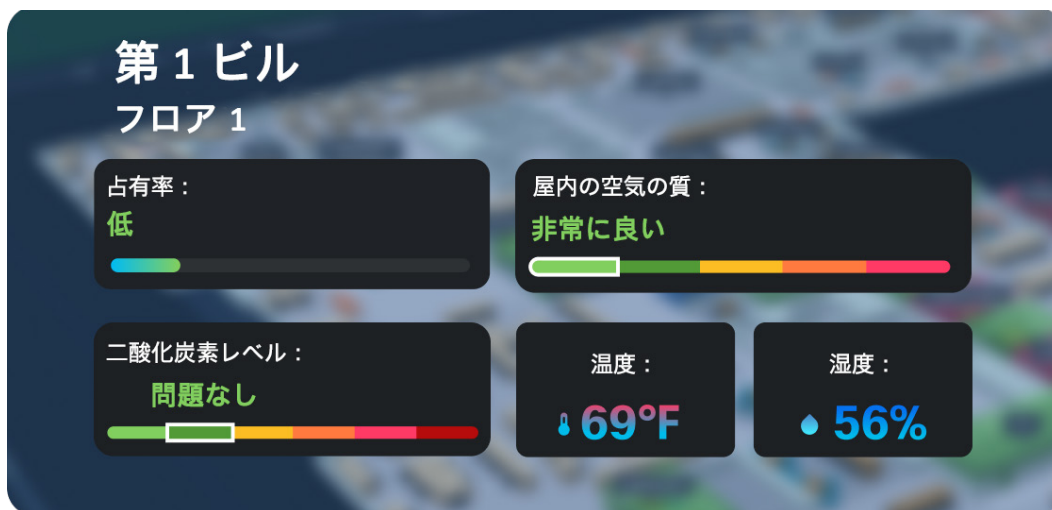 第 1 ビル
フロア 1
占有率：
低
屋内の空気の質：
非常に良い
二酸化炭素レベル：
問題なし
温度：
69°F
湿度：
56%